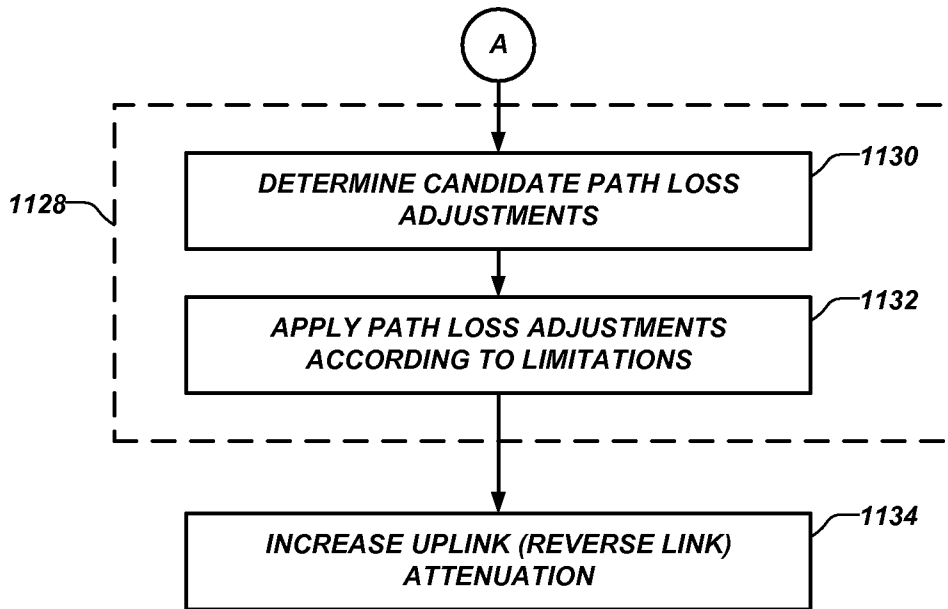 A
DETERMINE CANDIDATE PATH LOSS
ADJUSTMENTS
1130
1128
APPLY PATH LOSS ADJUSTMENTS
ACCORDING TO LIMITATIONS
1132
INCREASE UPLINK (REVERSE LINK)
ATTENUATION
1134